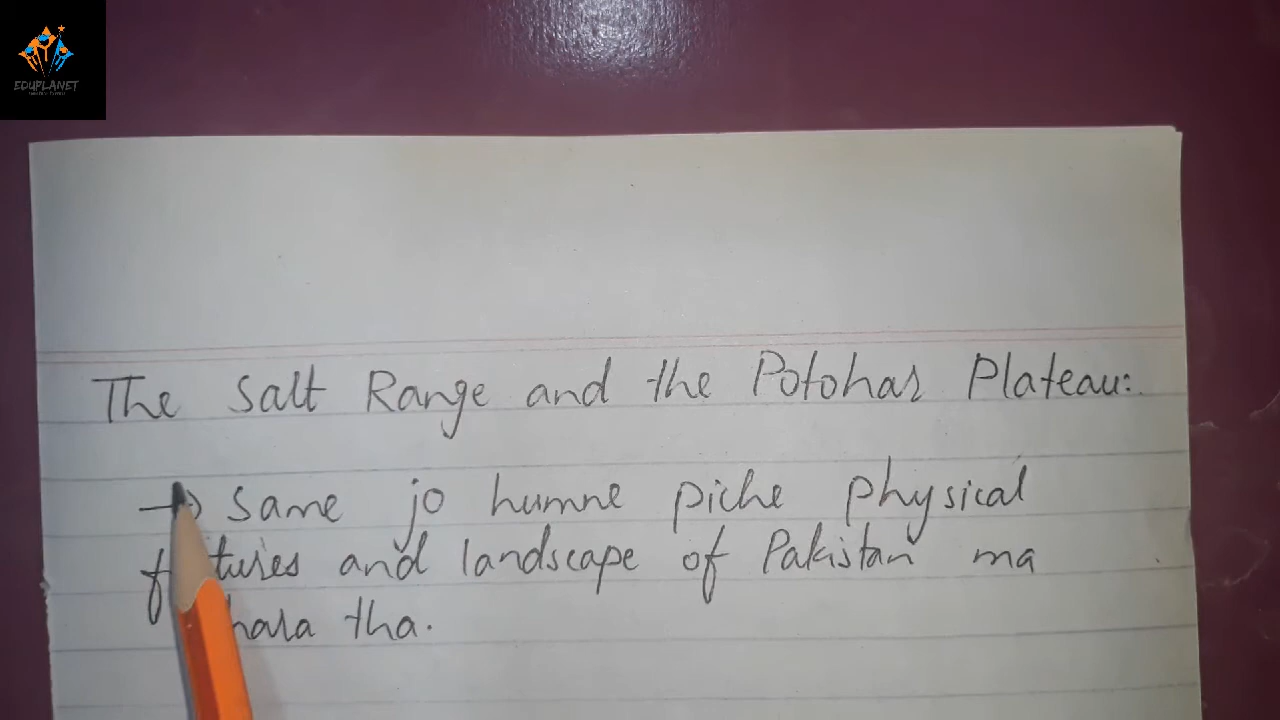 EDUPLANET
The Salt Range and the Potohar Plateau:
→ Same jo humne piche physical
and landscape of Pakistan ma
tha.